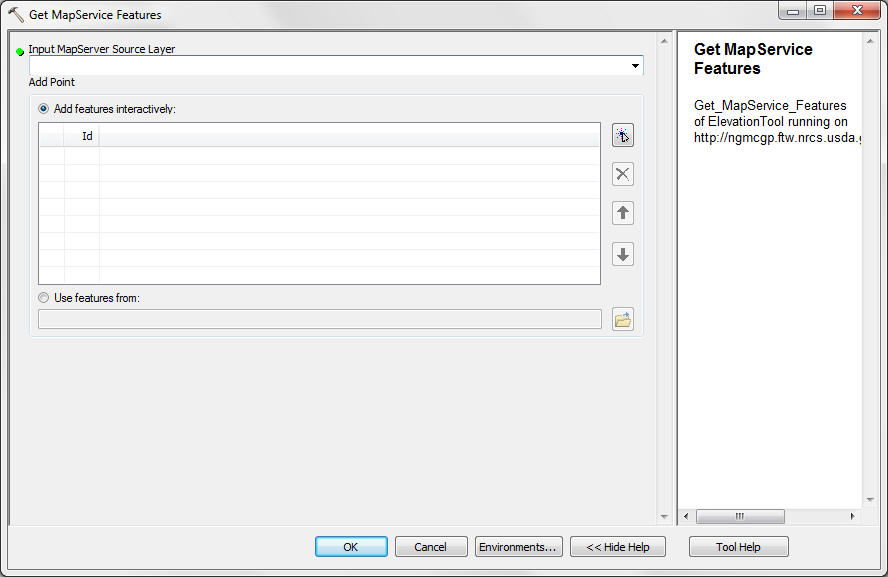 Get MapService Features
Input MapServer Source Layer
Add Point
Add features interactively:
Id
Use features from:
Get MapService
Features
Get_MapService_Features
of ElevationTool running on
http://ngmcgp.ftw.nrcs.usda.
OK
Cancel
Environments...
<< Hide Help
Tool Help